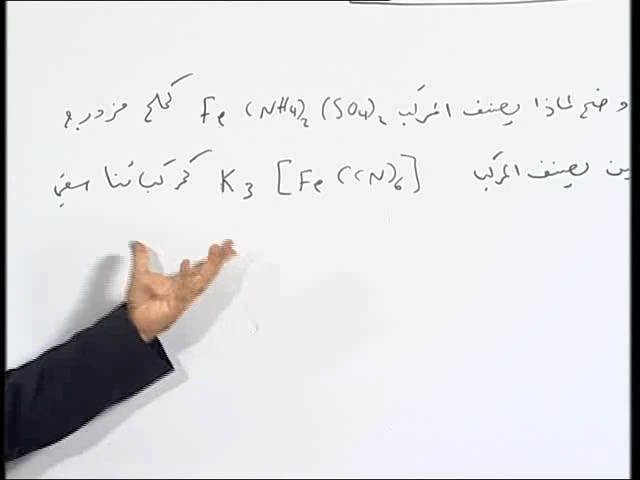 وضح لماذا يصنف المركب Fe (NH4)2 (SO4)2 كملح مزدوج
ين يصنف المركب K3 [Fe (CN)6] كمركب تناسقي